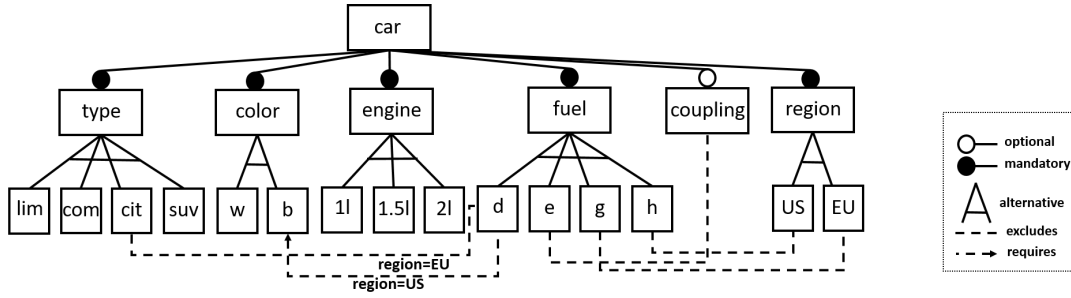 car
type color engine fuel coupling region
lim com cit suv w b 1l 1.5l 2l d e g h US EU
region=EU
region=US
optional
mandatory
alternative
excludes
requires